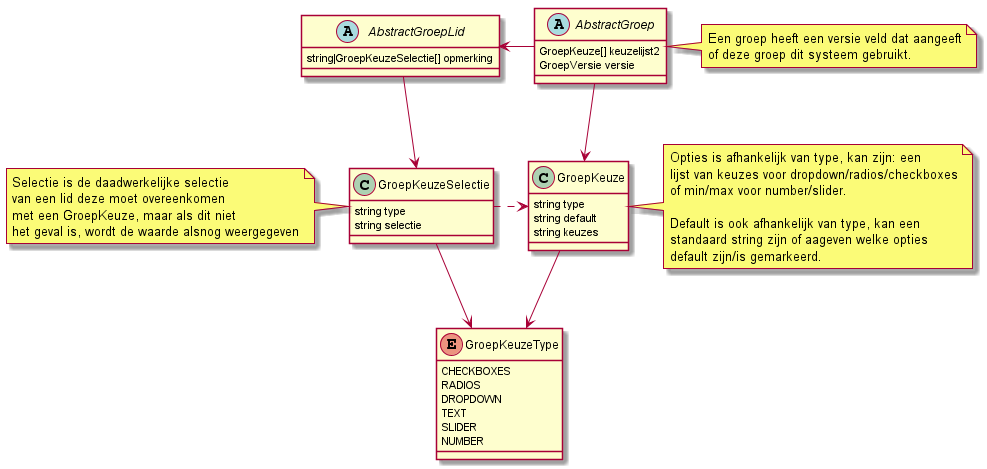 A AbstractGroepLid
string|GroepKeuzeSelectie[] opmerking
A AbstractGroep
GroepKeuze[] keuzelijst2
GroepVersie versie
Een groep heeft een versie veld dat aangeeft
of deze groep dit systeem gebruikt.
Selectie is de daadwerkelijke selectie
van een lid deze moet overeenkomen
met een GroepKeuze, maar als dit niet
het geval is, wordt de waarde alsnog weergegeven
C GroepKeuzeSelectie
string type
string selectie
C GroepKeuze
string type
string default
string keuzes
Opties is afhankelijk van type, kan zijn: een
lijst van keuzes voor dropdown/radios/checkboxes
of min/max voor number/slider.
Default is ook afhankelijk van type, kan een
standaard string zijn of aageven welke opties
default zijn/is gemarkeerd.
E GroepKeuzeType
CHECKBOXES
RADIOS
DROPDOWN
TEXT
SLIDER
NUMBER